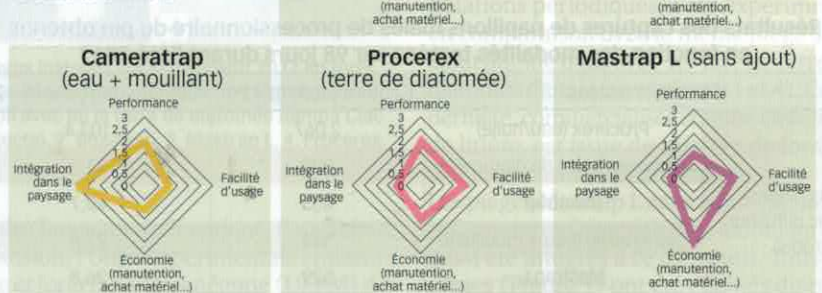 (manutention,
achat matériel...)
(manutention,
achat matériel...)
Cameratrap
(eau + mouillant)
Performance
3
2,5
2
1,5
1
0,5
0
Intégration
dans le
paysage
Facilité
d'usage
Économie
(manutention,
achat matériel...)
Procerex
(terre de diatomée)
Performance
3
2,5
2
1,5
1
0,5
0
Intégration
dans le
paysage
Facilité
d'usage
Économie
(manutention,
achat matériel...)
Mastrap L (sans ajout)
Performance
3
2,5
2
1,5
1
0,5
0
Intégration
dans le
paysage
Facilité
d'usage
Économie
(manutention,
achat matériel...)